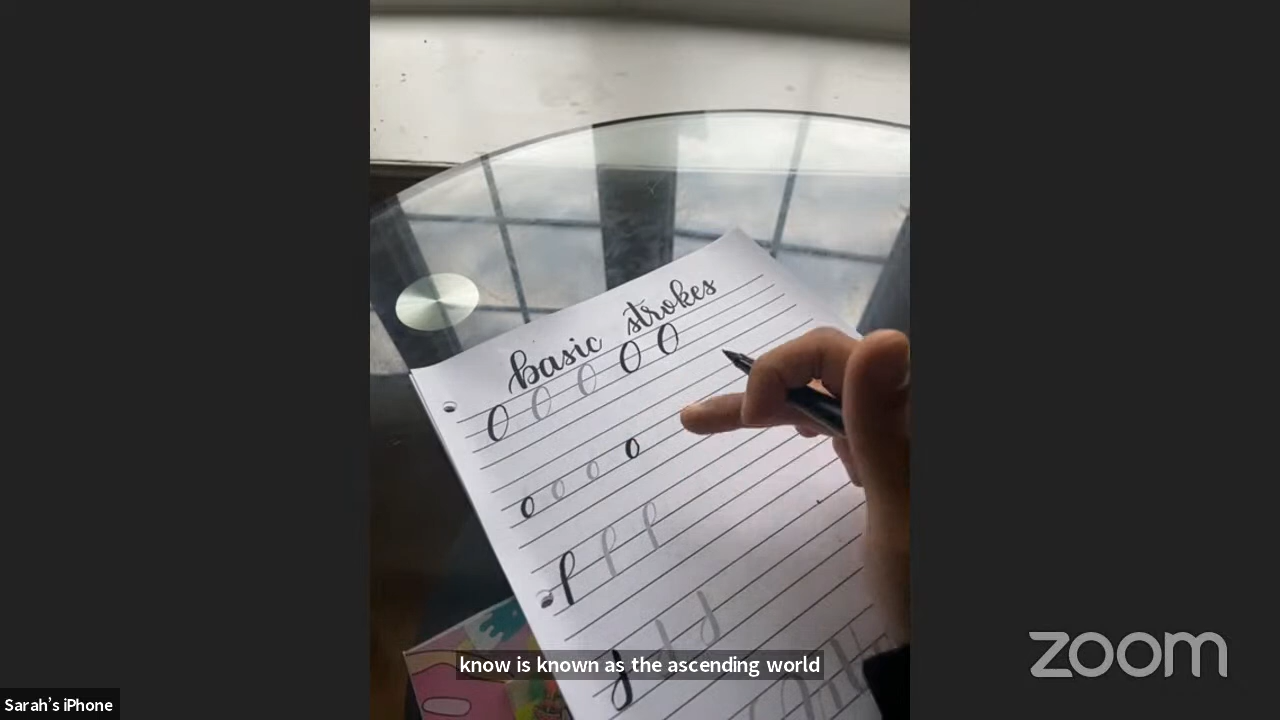 basic strokes
O O O O O
o o o o
know is known as the ascending world
zoom
Sarah's iPhone